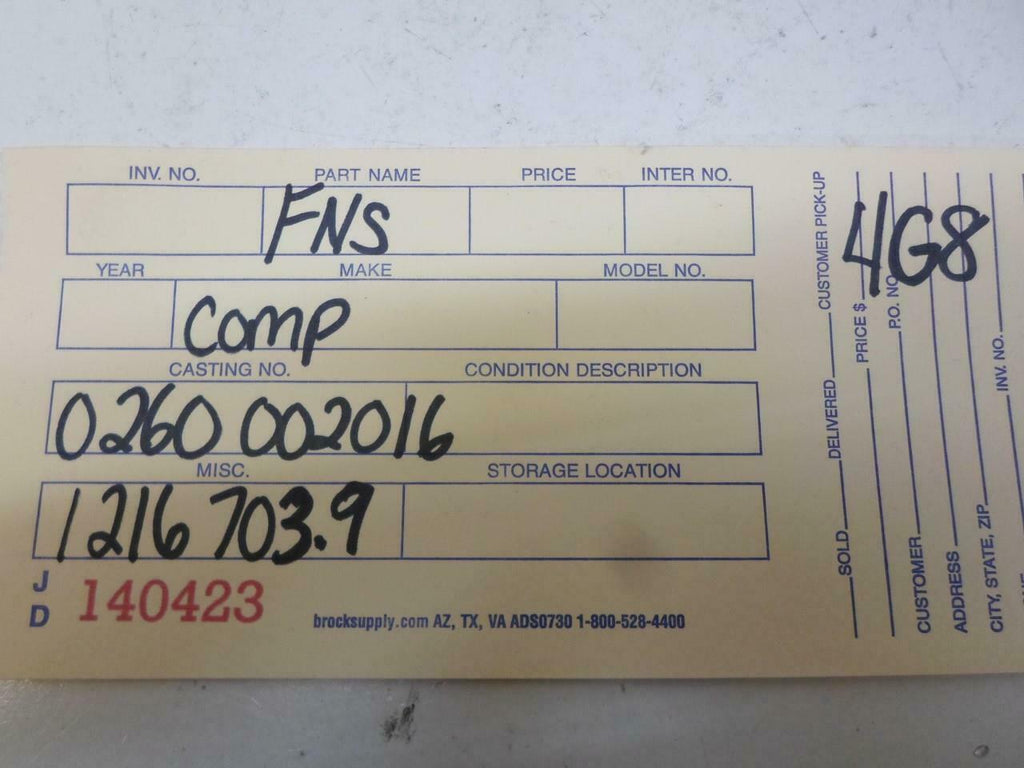 INV. NO. PART NAME PRICE INTER NO.
FNS
YEAR MAKE MODEL NO.
comp
CASTING NO. CONDITION DESCRIPTION
0260 002016
MISC. STORAGE LOCATION
1216 703.9
J D 140423
brocksupply.com AZ, TX, VA ADS0730 1-800-528-4400
SOLD DELIVERED CUSTOMER PICK-UP
PRICE $
4G8
CUSTOMER P.O. NO.
ADDRESS
CITY, STATE, ZIP INV. NO.